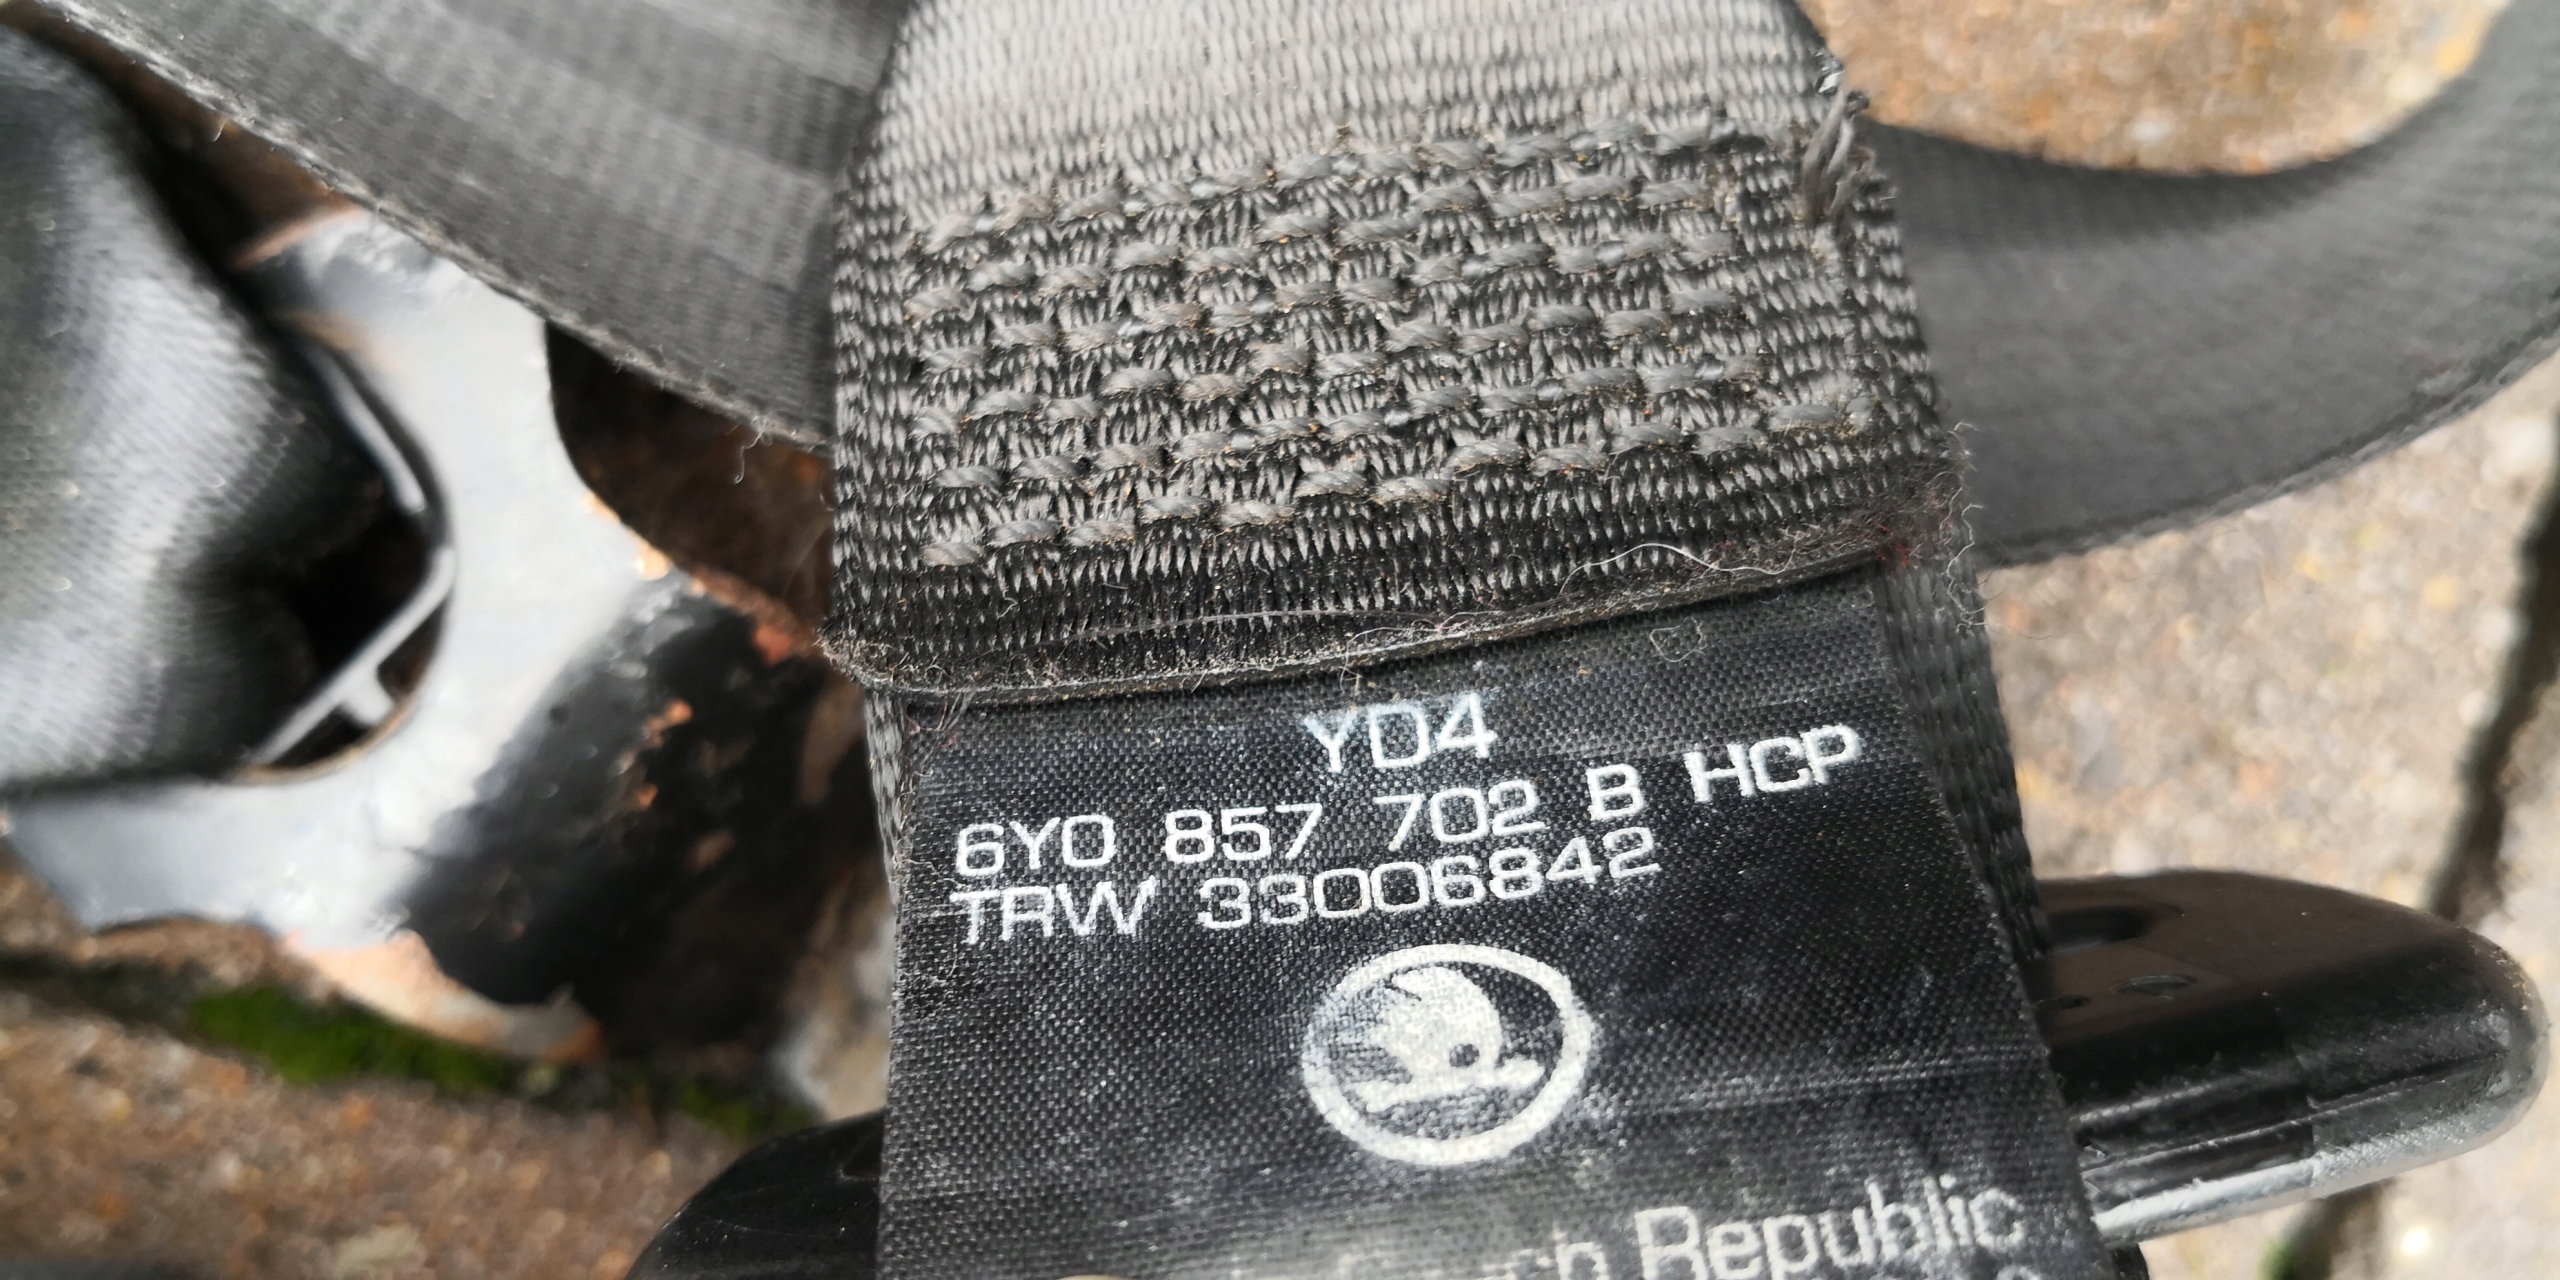 YD4
6Y0 857 702 B HCP
TRW 33006842
Republic